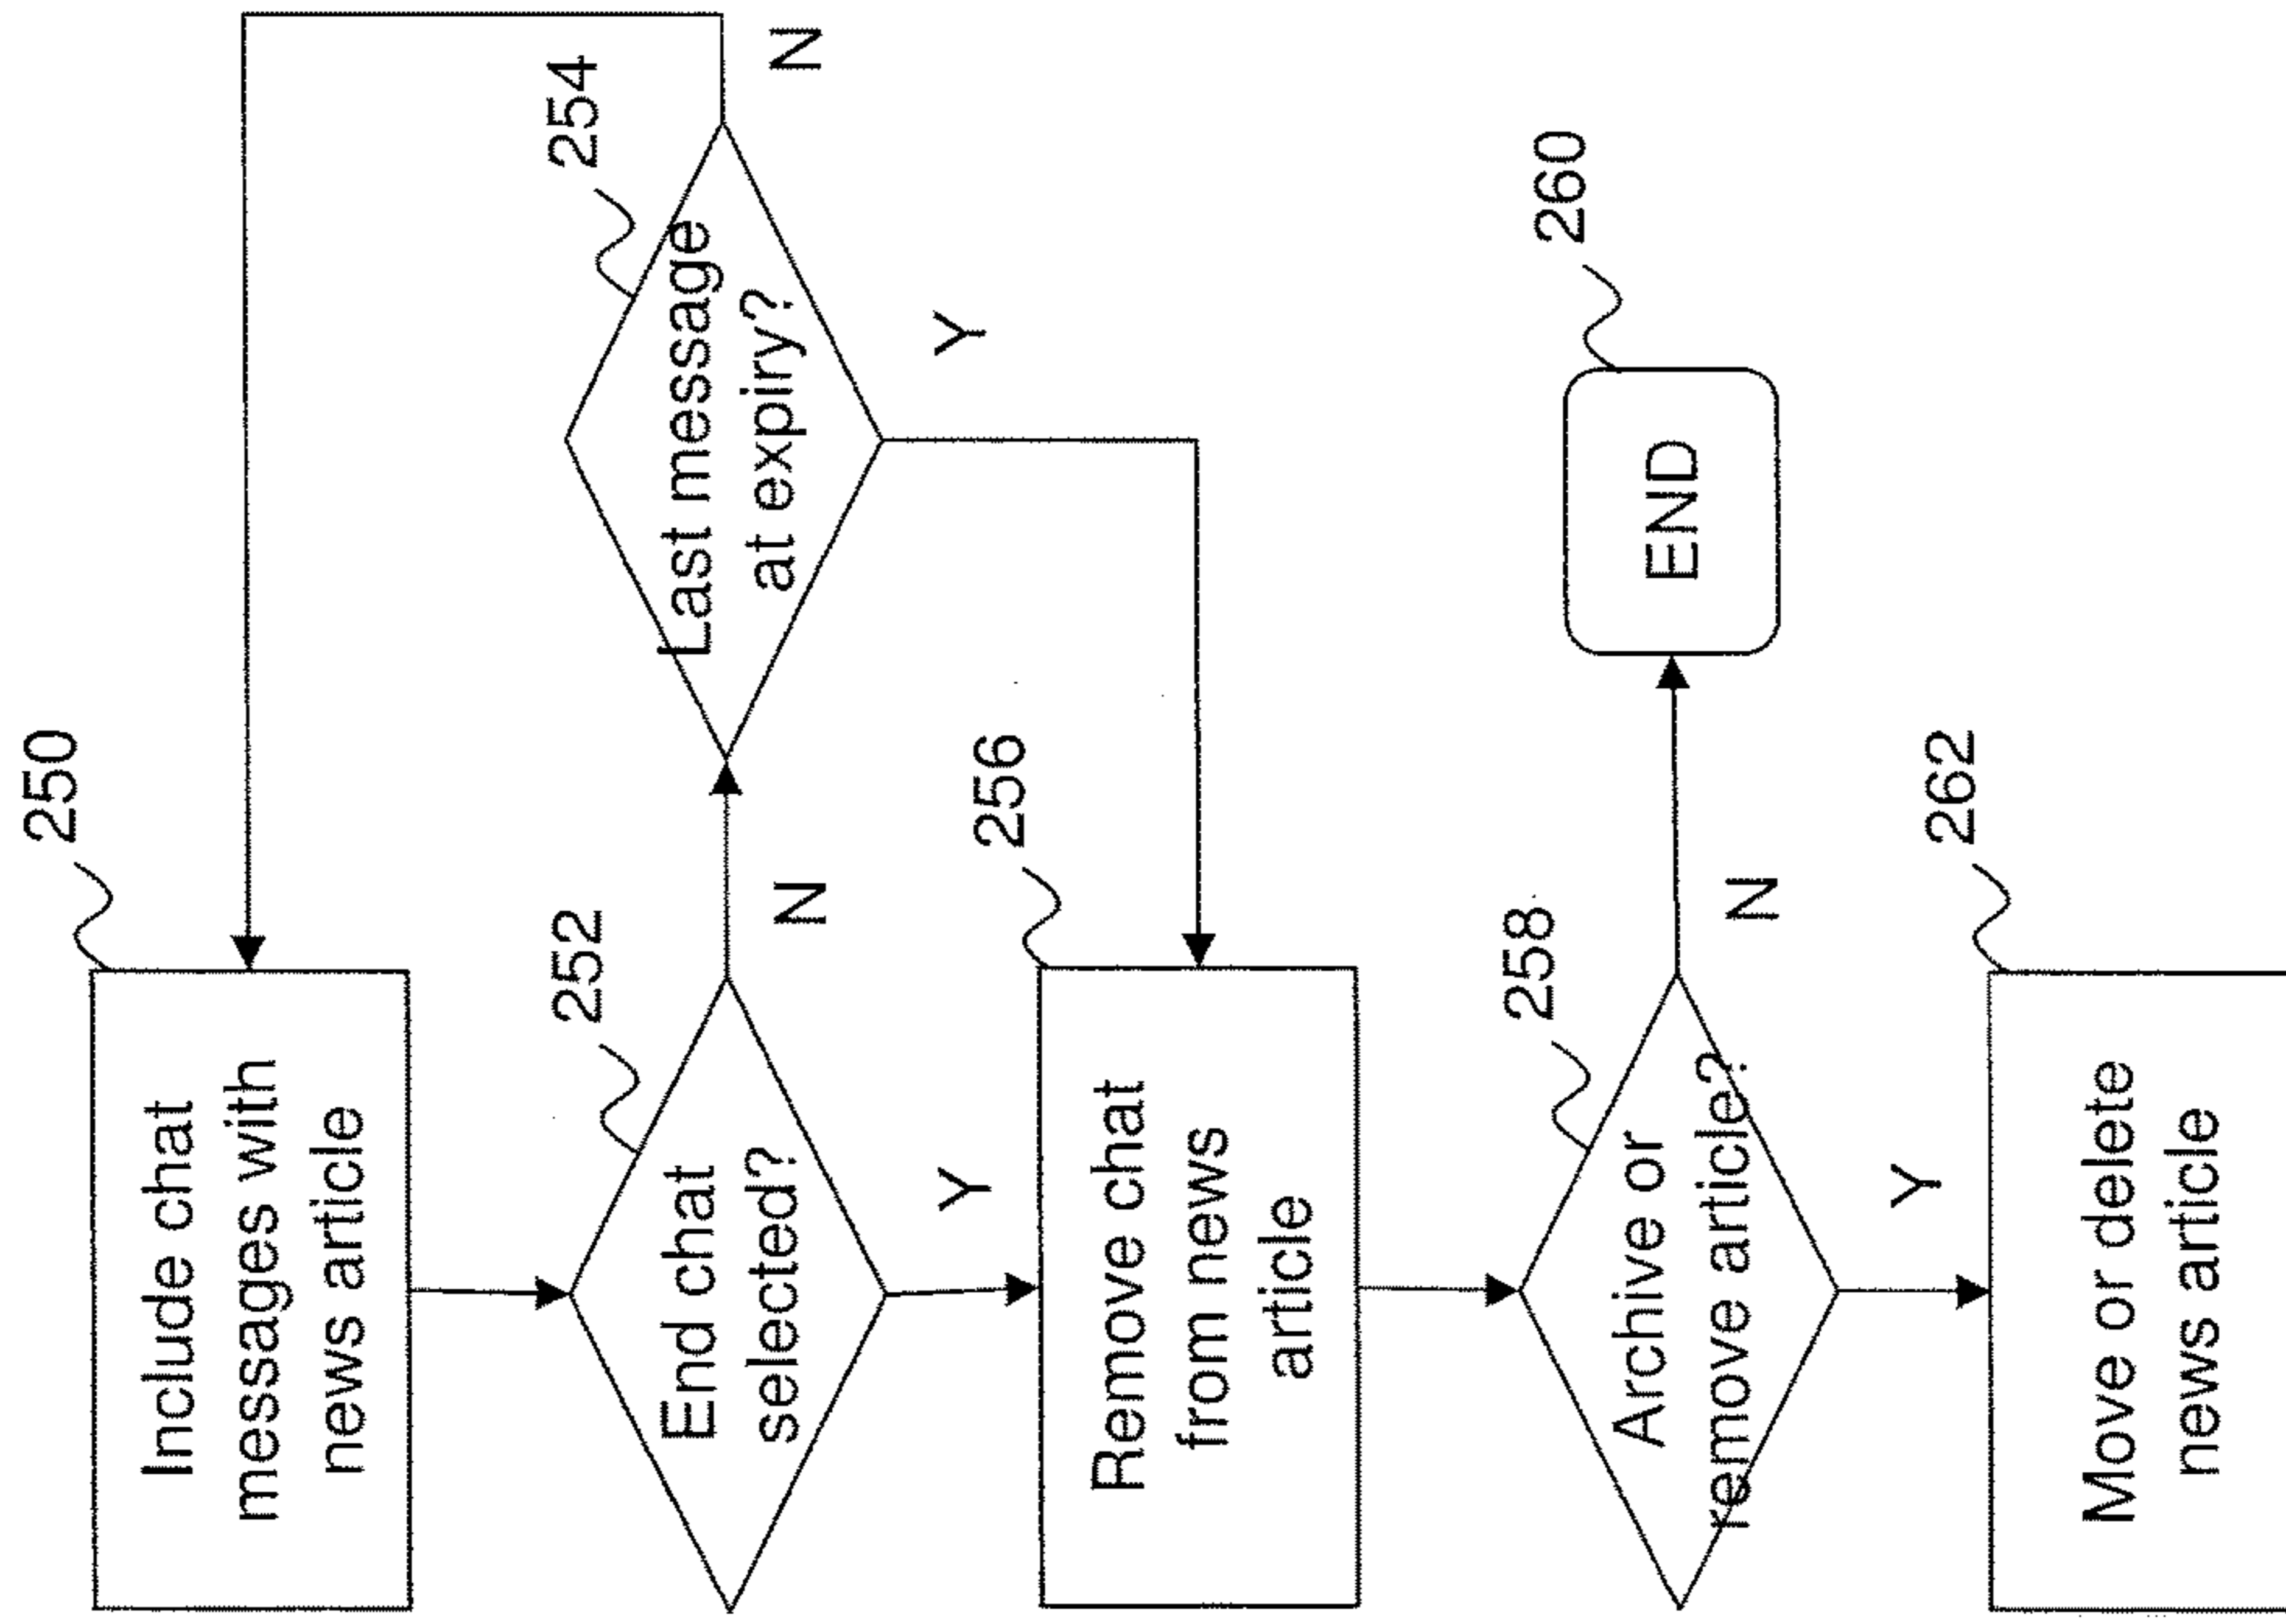 250
Include chat
messages with
news article
252
End chat
selected?
N
254
Last message
at expiry?
N
Y
Y
256
Remove chat
from news
article
258
Archive or
remove article?
N
260
END
Y
262
Move or delete
news article